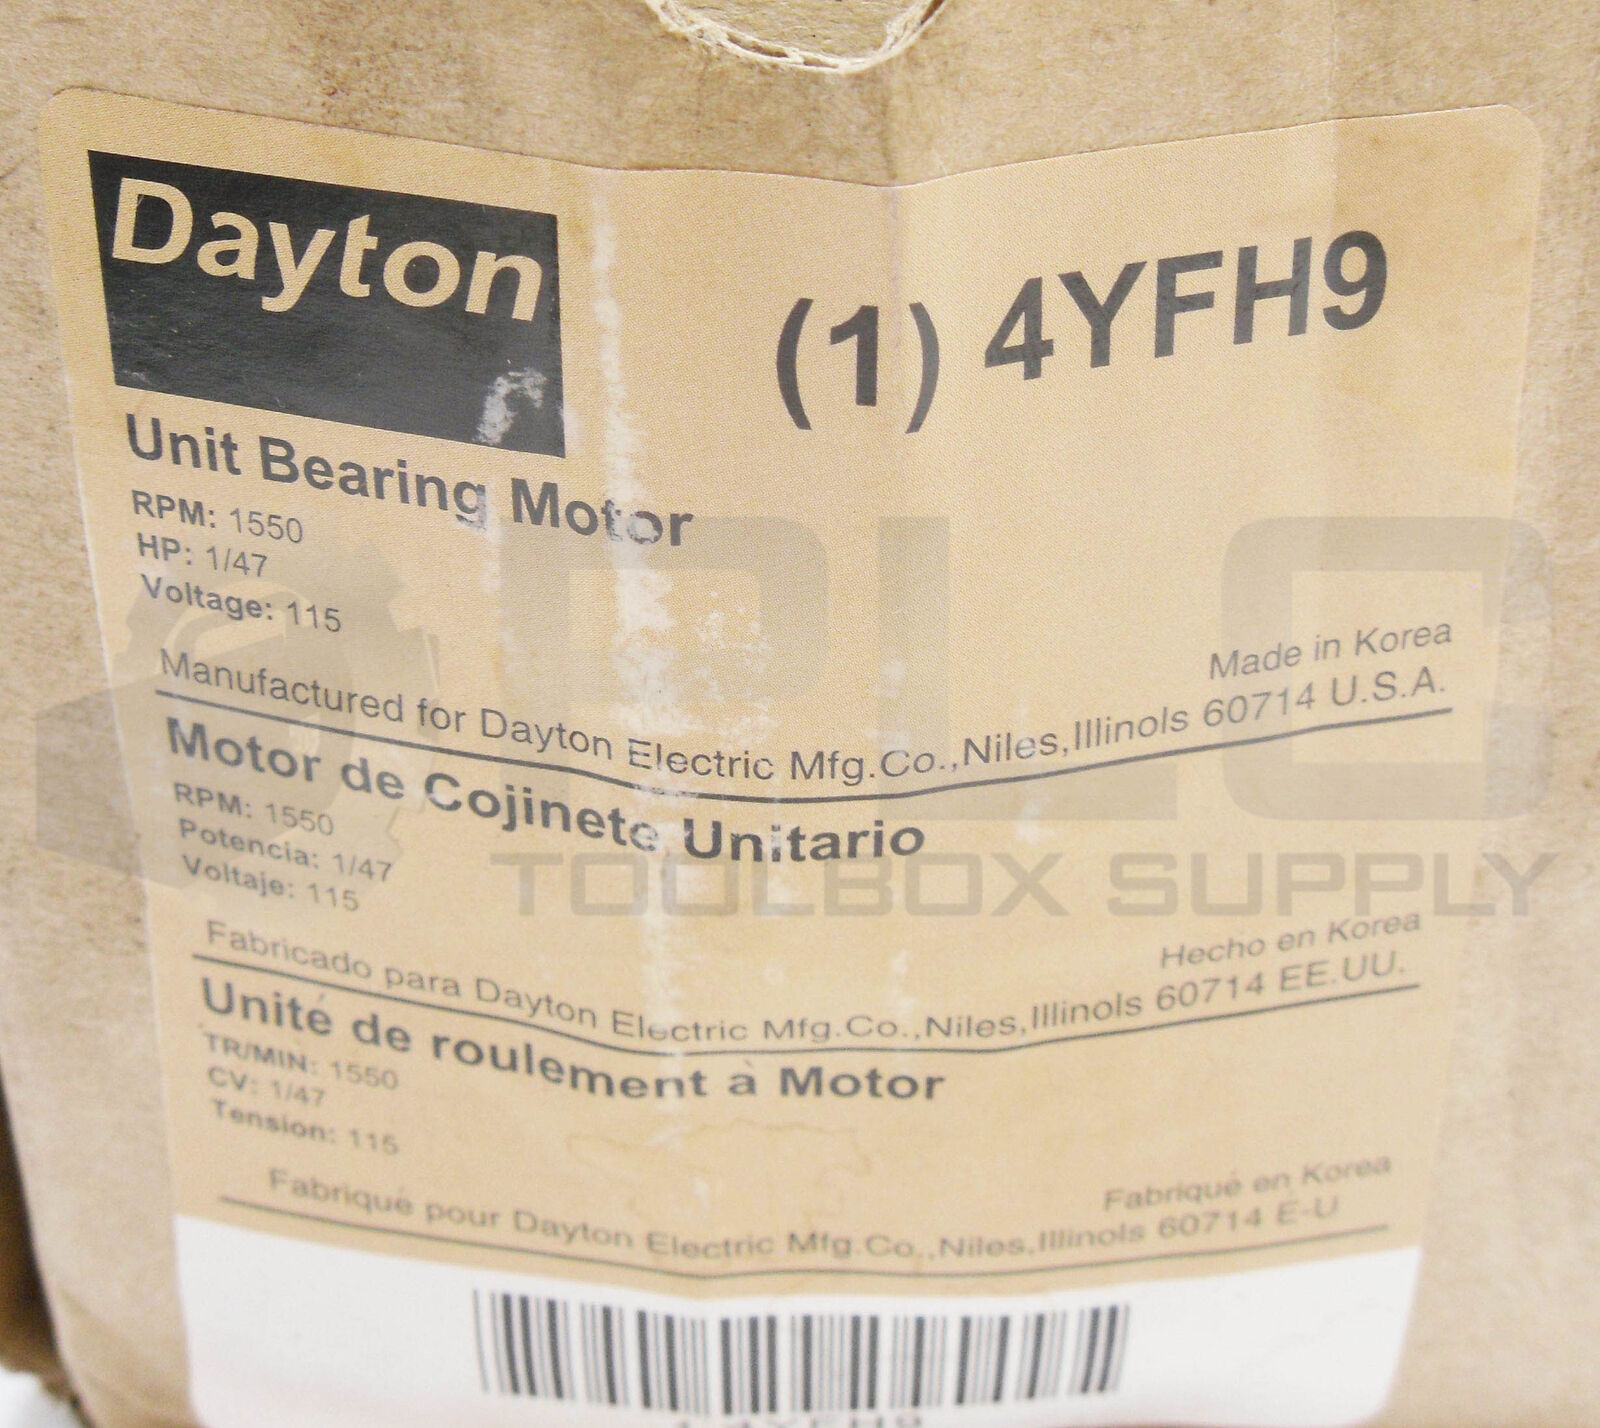 Dayton
(1) 4YFH9
Unit Bearing Motor
RPM: 1550
HP: 1/47
Voltage: 115
Made in Korea
Manufactured for Dayton Electric Mfg.Co.,Niles,Illinols 60714 U.S.A.
Motor de Cojinete Unitario
RPM: 1550
Potencia: 1/47
Voltaje: 115
Hecho en Korea
Fabricado para Dayton Electric Mfg.Co.,Niles,Illinols 60714 EE.UU.
Unité de roulement à Motor
TR/MIN: 1550
CV: 1/47
Tension: 115
Fabriqué en Korea
Fabriqué pour Dayton Electric Mfg.Co.,Niles,Illinols 60714 E-U
DLO
TOOLBOX SUPPLY